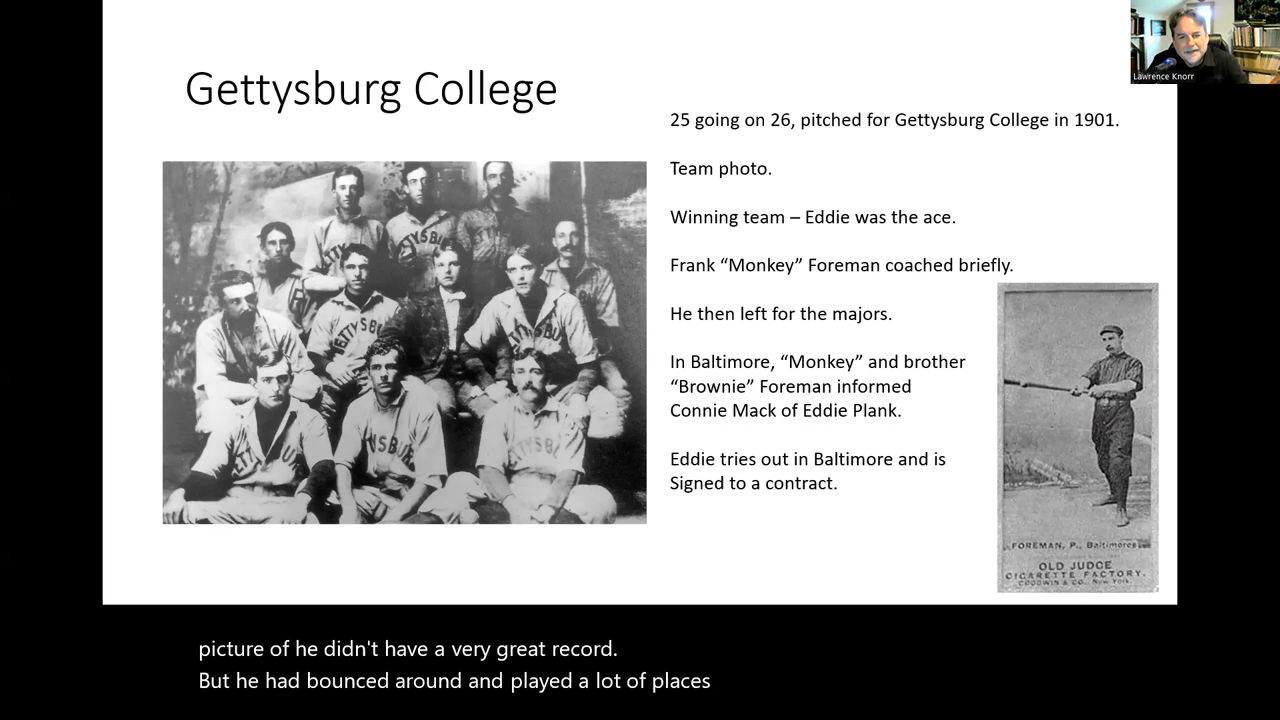 Gettysburg College
Lawrence Knorr
25 going on 26, pitched for Gettysburg College in 1901.
Team photo.
Winning team – Eddie was the ace.
Frank “Monkey” Foreman coached briefly.
He then left for the majors.
In Baltimore, “Monkey” and brother
“Brownie” Foreman informed
Connie Mack of Eddie Plank.
Eddie tries out in Baltimore and is
Signed to a contract.
FOREMAN, P., Baltimores
OLD JUDGE
CIGARETTE FACTORY.
GOODWIN & CO., New York.
picture of he didn't have a very great record.
But he had bounced around and played a lot of places